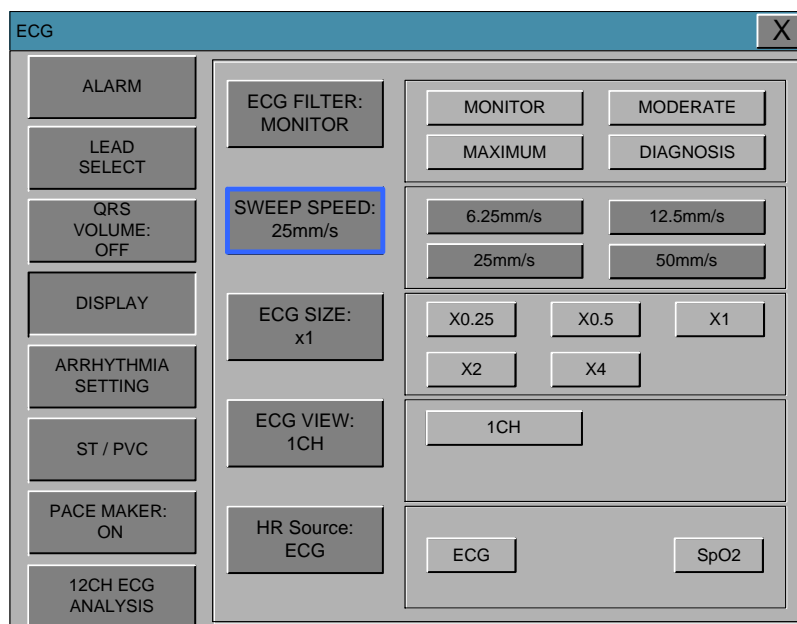 ECG
X
ALARM
LEAD
SELECT
QRS
VOLUME:
OFF
DISPLAY
ARRHYTHMIA
SETTING
ST / PVC
PACE MAKER:
ON
12CH ECG
ANALYSIS
ECG FILTER:
MONITOR
MONITOR
MODERATE
MAXIMUM
DIAGNOSIS
SWEEP SPEED:
25mm/s
6.25mm/s
12.5mm/s
25mm/s
50mm/s
ECG SIZE:
x1
X0.25
X0.5
X1
X2
X4
ECG VIEW:
1CH
1CH
HR Source:
ECG
ECG
SpO2